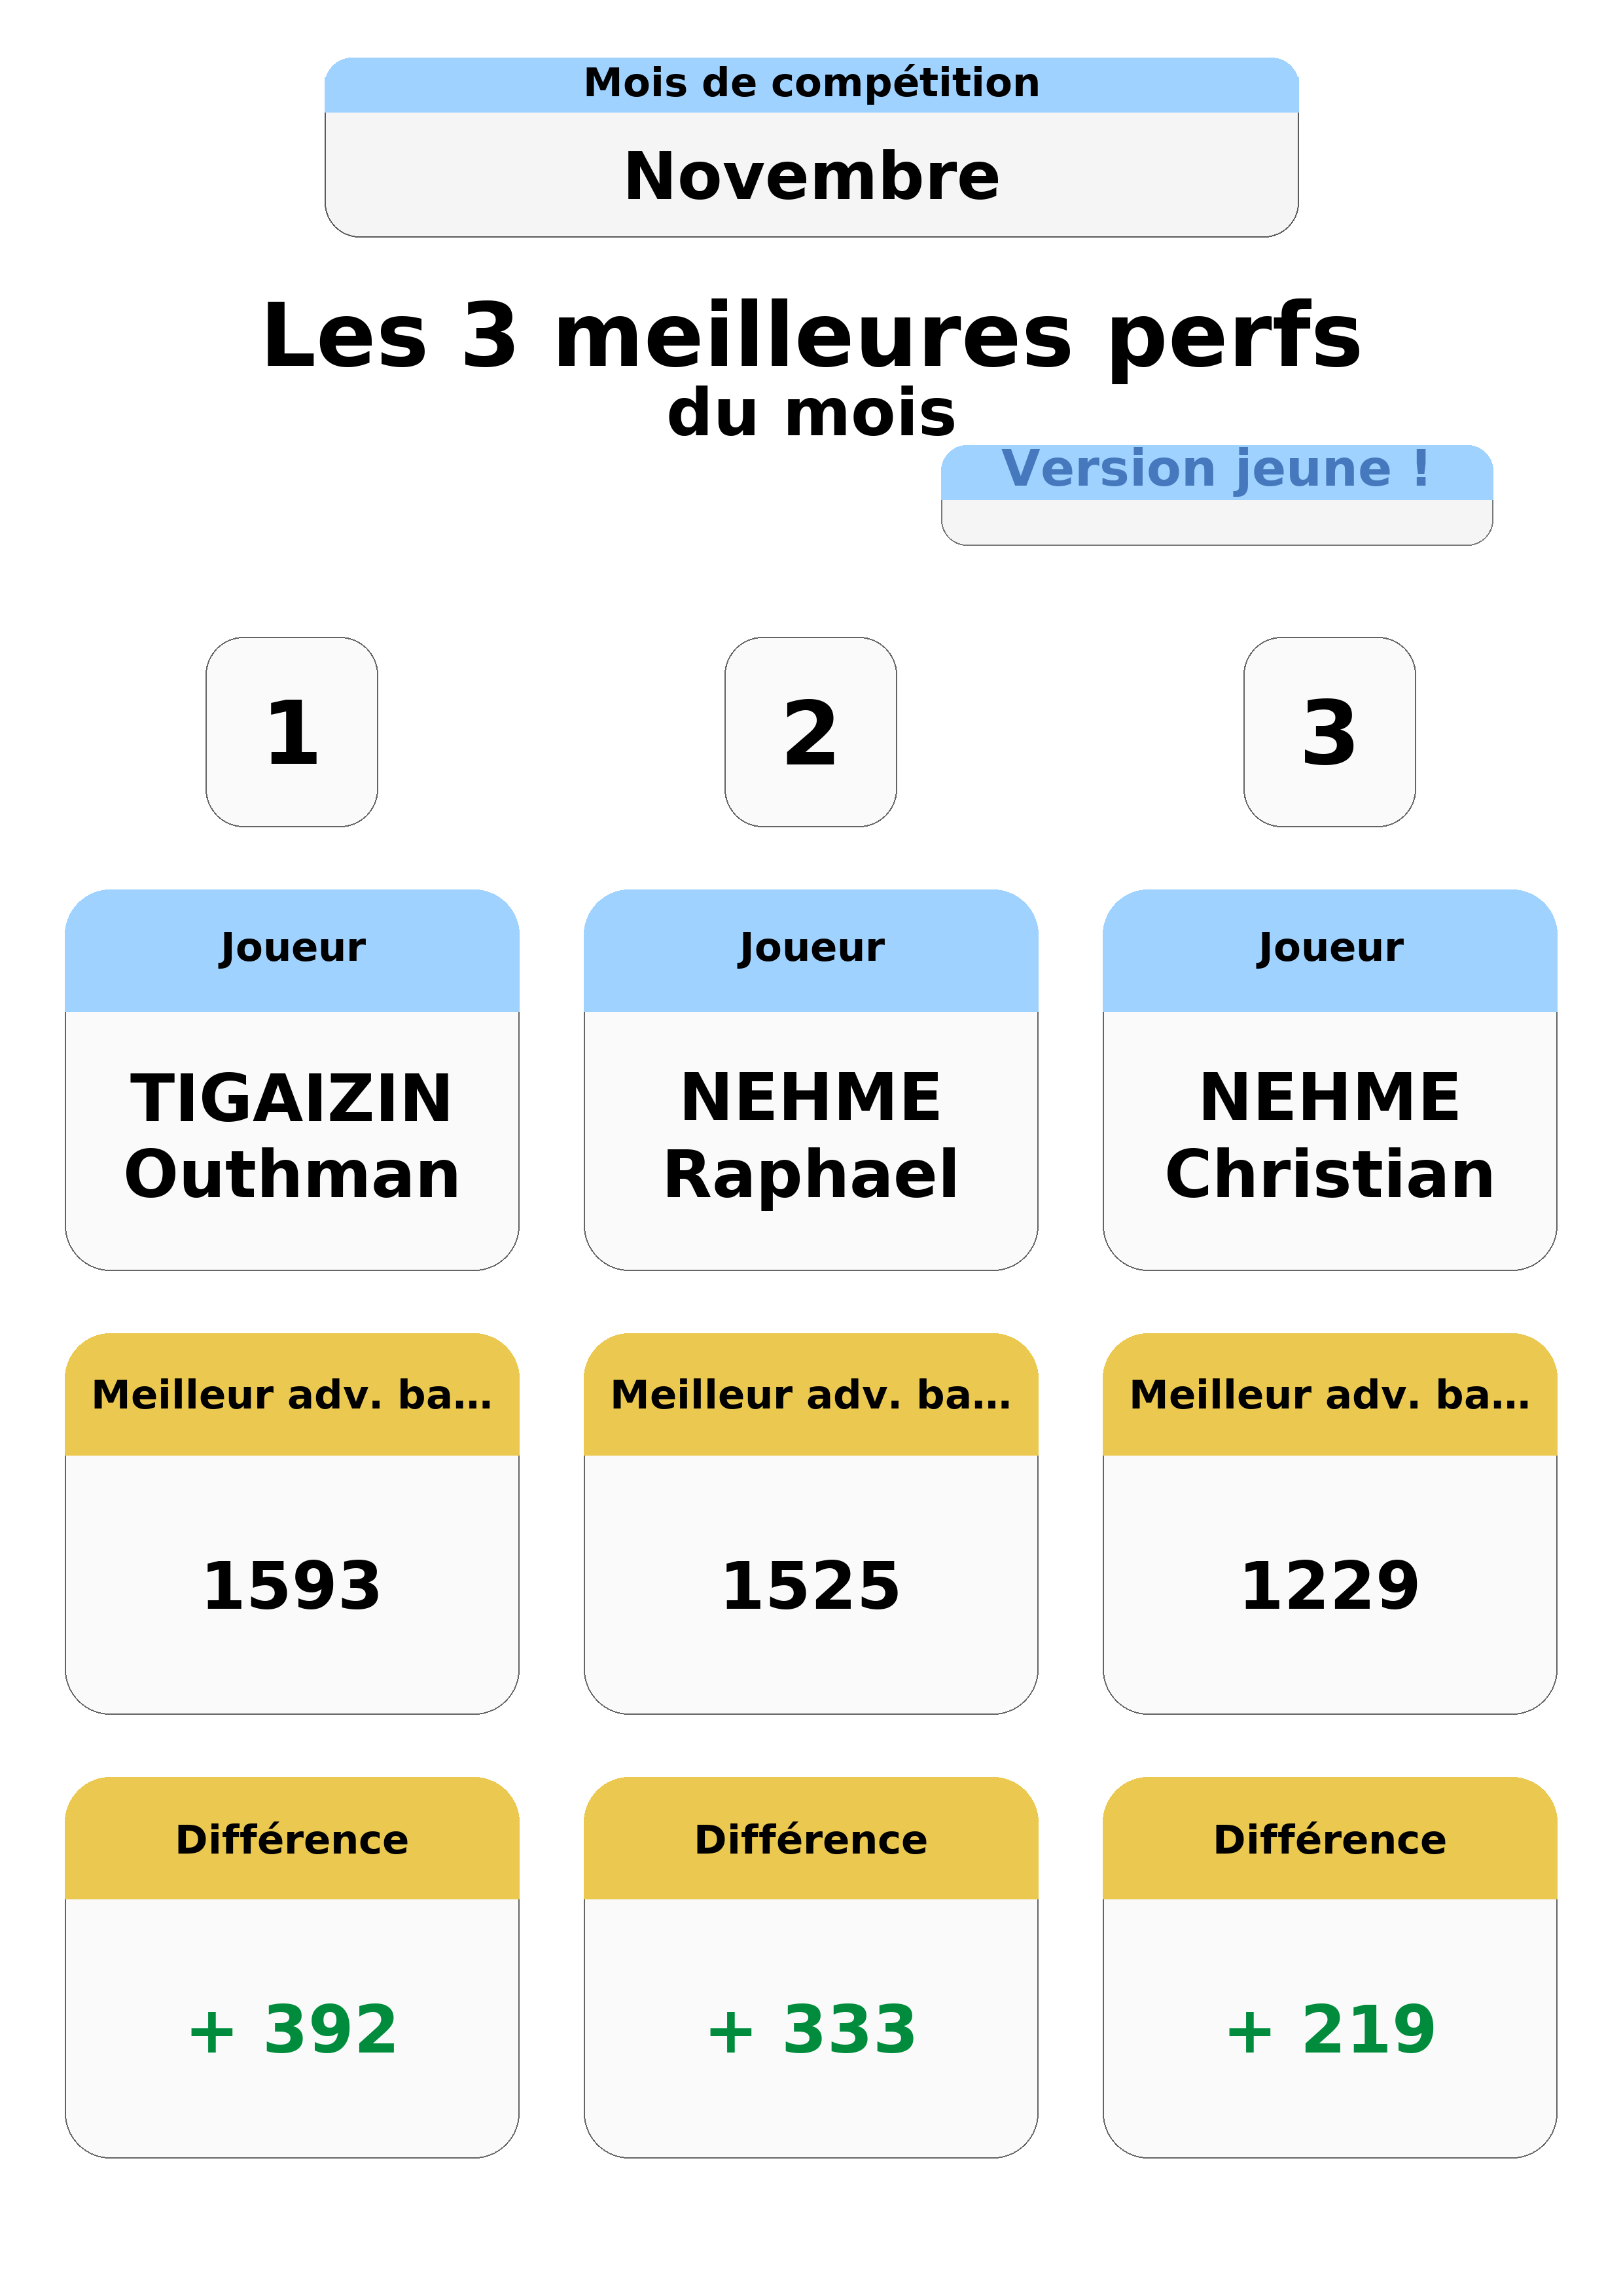 Mois de compétition
Novembre
Les 3 meilleures perfs
du mois
Version jeune !
1
2
3
Joueur
Joueur
Joueur
TIGAIZIN
Outhman
NEHME
Raphael
NEHME
Christian
Meilleur adv. ba…
Meilleur adv. ba…
Meilleur adv. ba…
1593
1525
1229
Différence
Différence
Différence
+ 392
+ 333
+ 219